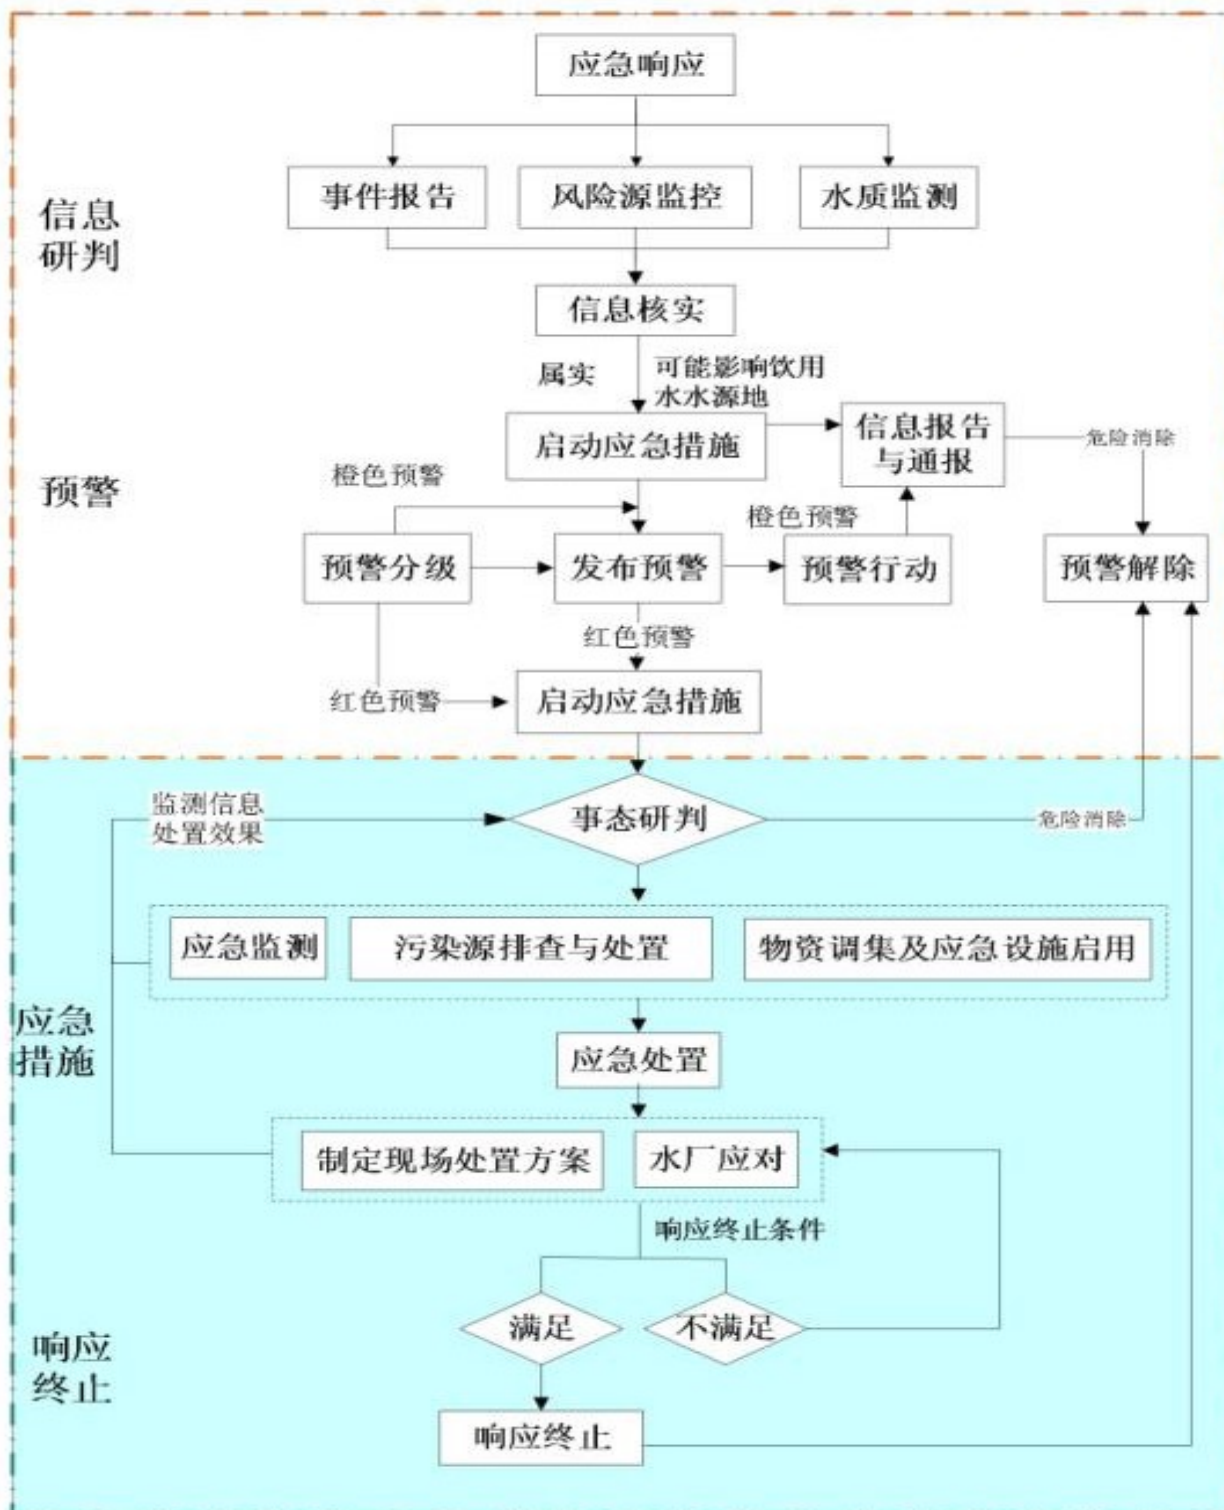 应急响应
事件报告
风险源监控
水质监测
信息
研判
信息核实
属实
可能影响饮用
水水源地
启动应急措施
信息报告
与通报
危险消除
预警
橙色预警
橙色预警
预警分级
发布预警
预警行动
预警解除
红色预警
红色预警
启动应急措施
监测信息
处置效果
事态研判
危险消除
应急监测
污染源排查与处置
物资调集及应急设施启用
应急
措施
应急处置
制定现场处置方案
水厂应对
响应终止条件
满足
不满足
响应
终止
响应终止